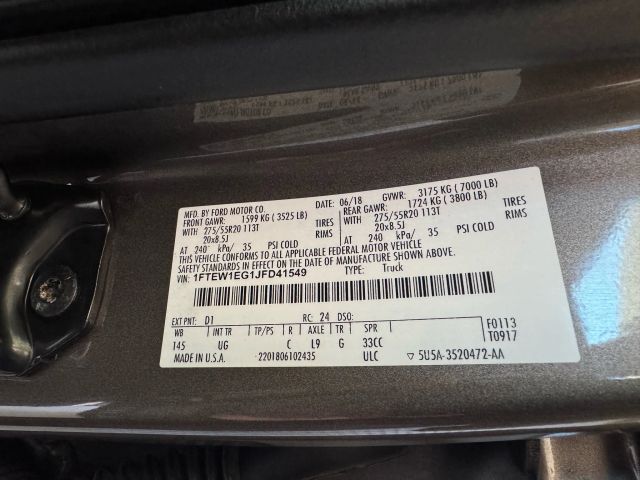 MFD. BY FORD MOTOR CO. DATE: 06/18 GVWR: 3175 KG ( 7000 LB)
FRONT GAWR: 1599 KG ( 3525 LB) REAR GAWR: 1724 KG ( 3800 LB)
WITH 275/55R20 113T TIRES WITH 275/55R20 113T TIRES
20x8.5J RIMS 20x8.5J RIMS
AT 240 kPa/ 35 PSI COLD AT 240 kPa/ 35 PSI COLD
THIS VEHICLE CONFORMS TO ALL APPLICABLE FEDERAL MOTOR VEHICLE
SAFETY STANDARDS IN EFFECT ON THE DATE OF MANUFACTURE SHOWN ABOVE.
VIN: 1FTEW1EG1JFD41549 TYPE: Truck
EXT PNT: D1 RC: 24 DSO:
WB INT TR TP/PS R AXLE TR SPR F0113
145 UG C L9 G 33CC T0917
MADE IN U.S.A. 2201806102435 ULC ▽ 5U5A-3520472-AA